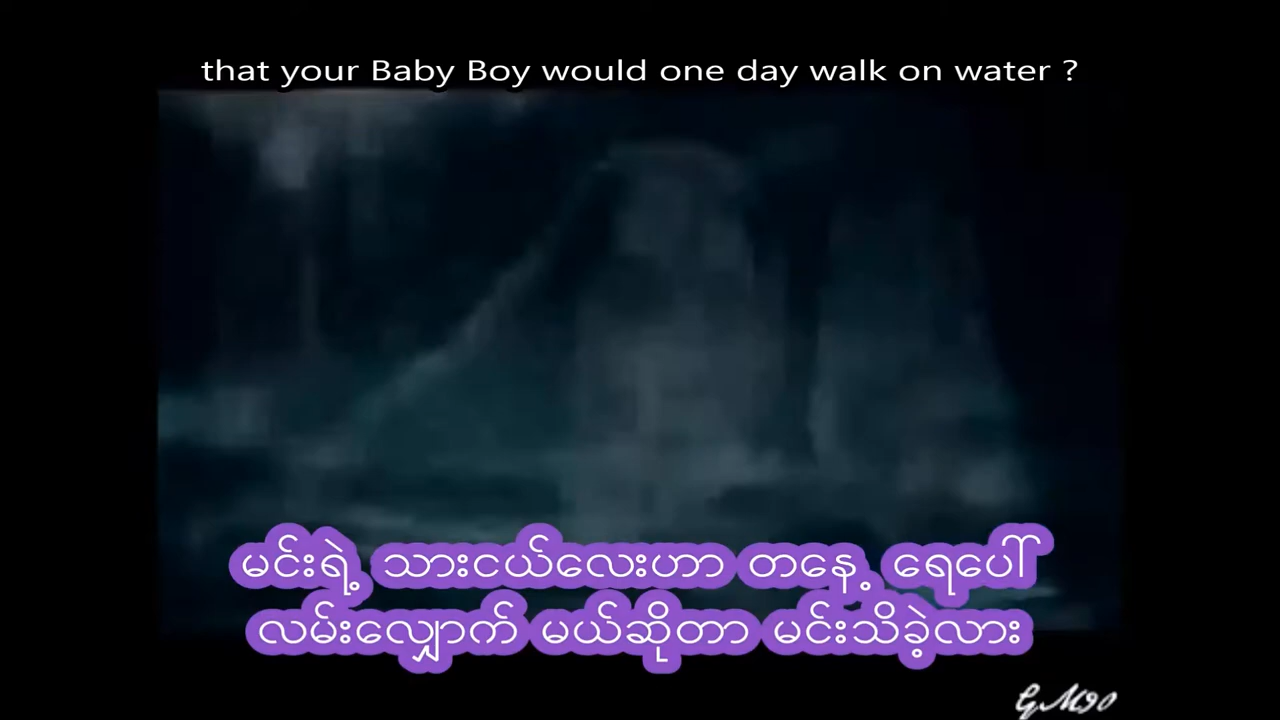 that your Baby Boy would one day walk on water ?
မင်းရဲ့ သားငယ်လေးဟာ တနေ့ ရေပေါ်
လမ်းလျှောက် မယ်ဆိုတာ မင်းသိခဲ့လား
GM90